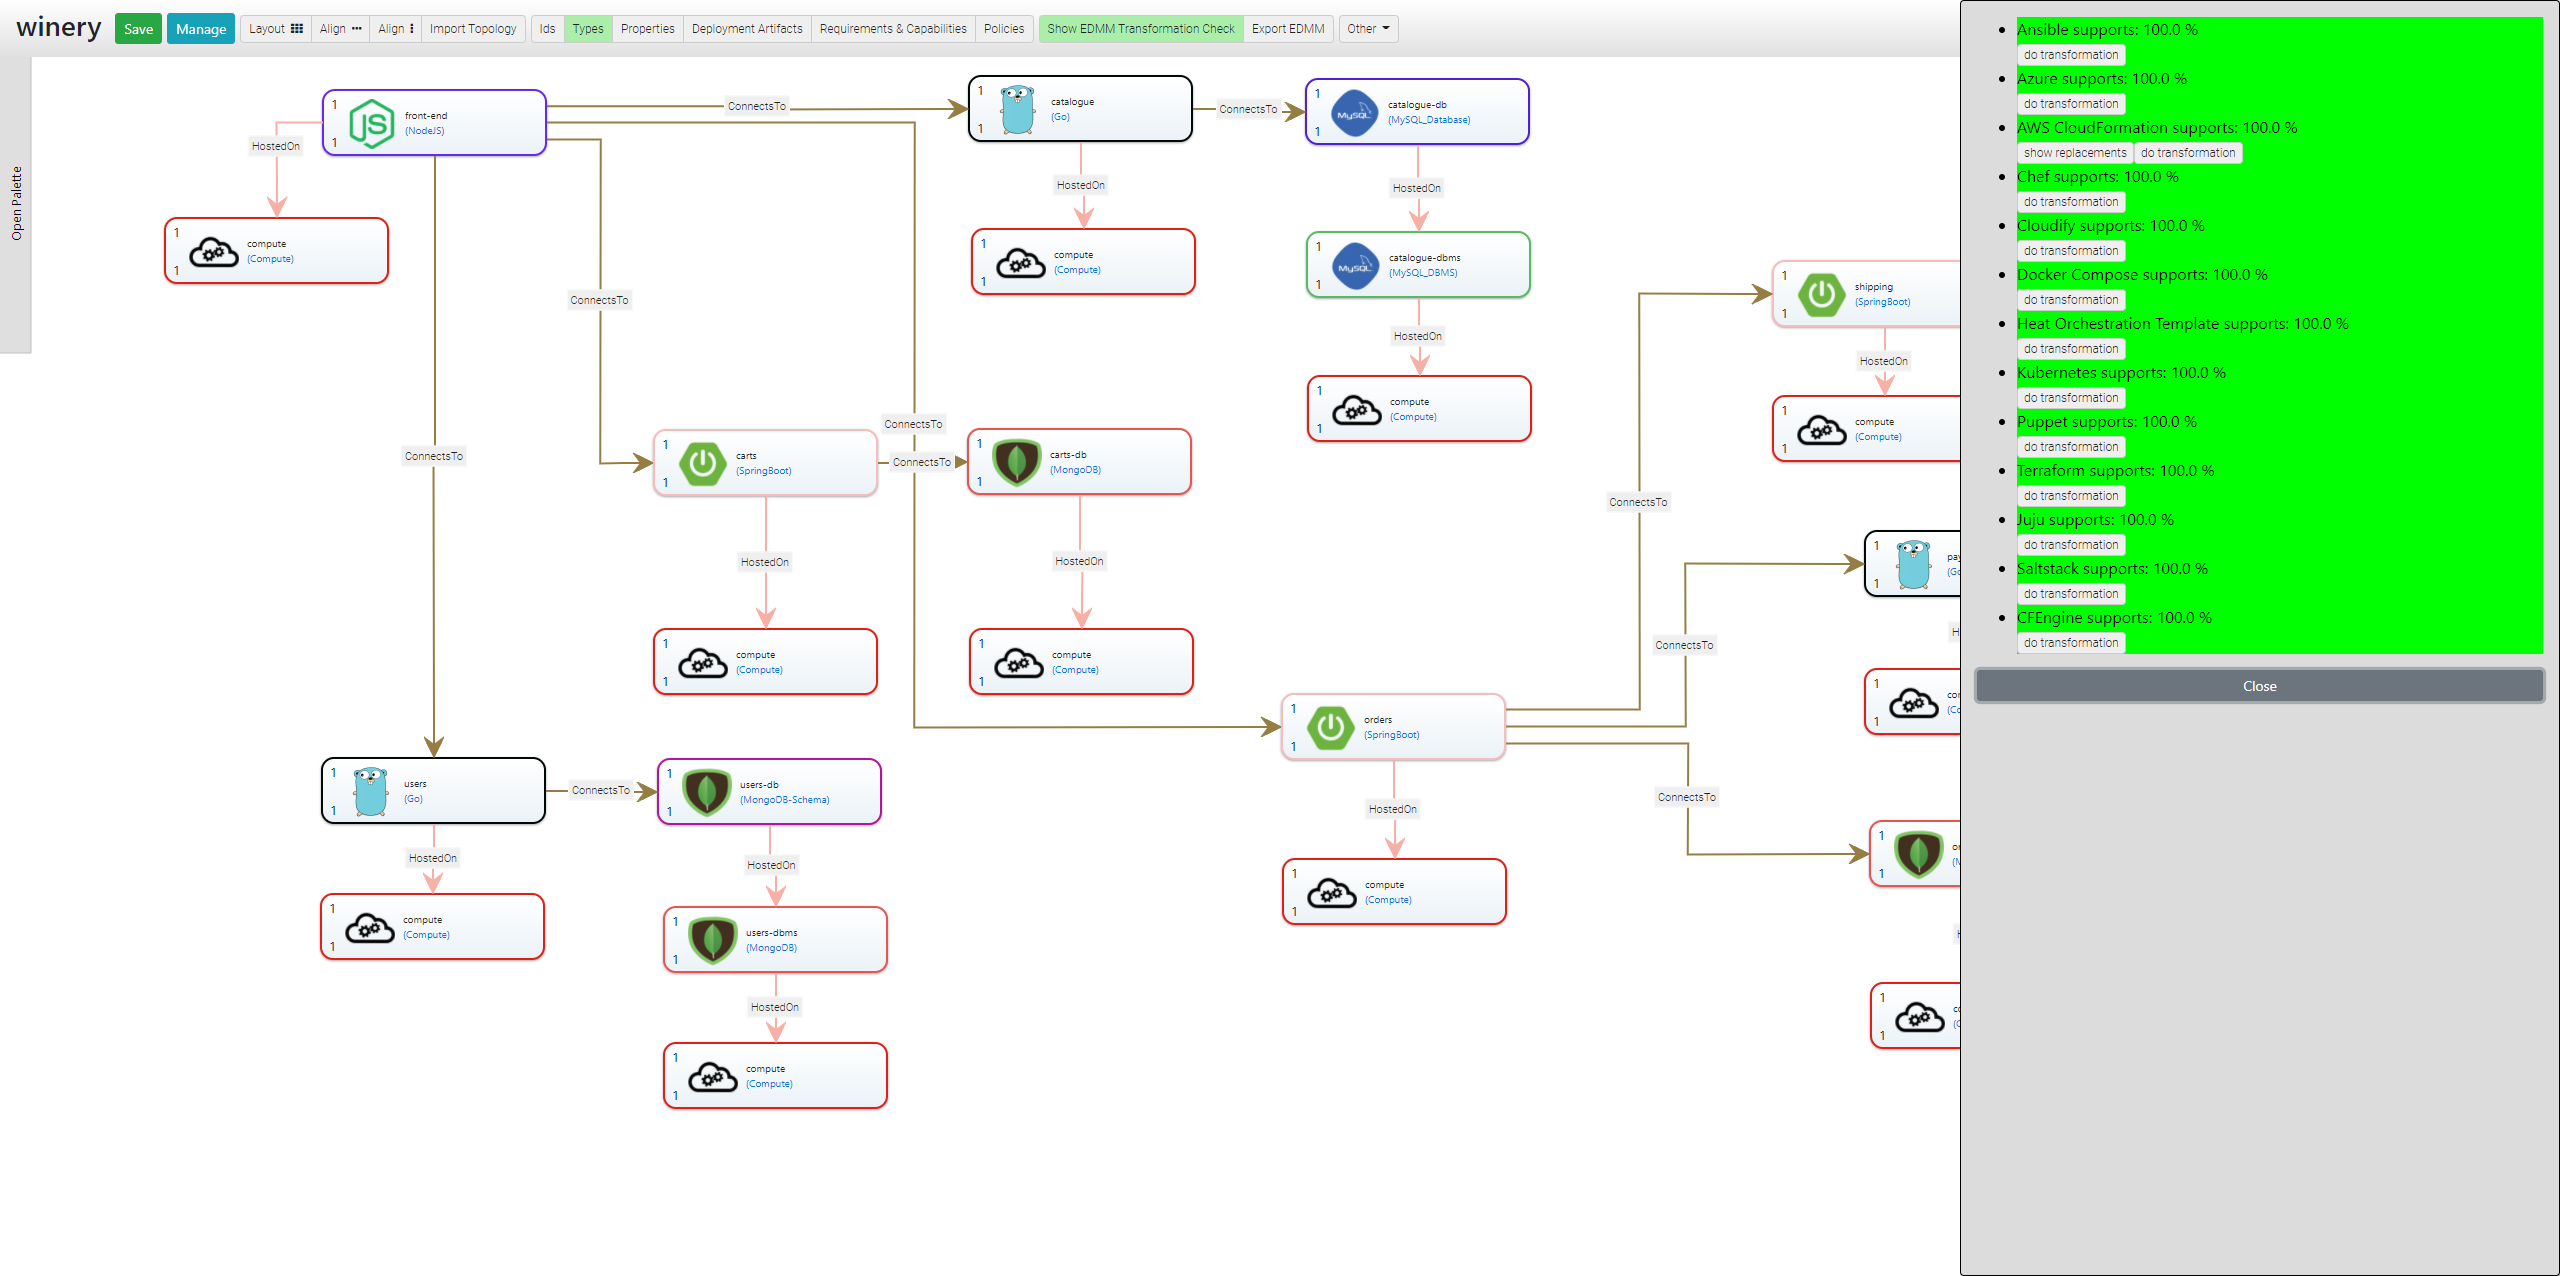 winery
Save
Manage
Layout
Align
Align
Import Topology
Ids
Types
Properties
Deployment Artifacts
Requirements & Capabilities
Policies
Show EDMM Transformation Check
Export EDMM
Other
Open Palette
1
1
front-end
(NodeJS)
HostedOn
1
1
compute
(Compute)
ConnectsTo
1
1
catalogue
(Go)
ConnectsTo
1
1
catalogue-db
(MySQL_Database)
HostedOn
1
1
compute
(Compute)
HostedOn
1
1
catalogue-dbms
(MySQL_DBMS)
HostedOn
1
1
compute
(Compute)
ConnectsTo
ConnectsTo
ConnectsTo
1
1
carts
(SpringBoot)
ConnectsTo
1
1
carts-db
(MongoDB)
HostedOn
1
1
compute
(Compute)
HostedOn
1
1
compute
(Compute)
1
1
shipping
(SpringBoot)
HostedOn
1
1
compute
(Compute)
ConnectsTo
ConnectsTo
ConnectsTo
1
1
orders
(SpringBoot)
HostedOn
1
1
compute
(Compute)
1
1
users
(Go)
ConnectsTo
1
1
users-db
(MongoDB-Schema)
HostedOn
1
1
compute
(Compute)
HostedOn
1
1
users-dbms
(MongoDB)
HostedOn
1
1
compute
(Compute)
1
1
1
1
1
1
1
1
MySQL
MySQL
Ansible supports: 100.0 %
do transformation
Azure supports: 100.0 %
do transformation
AWS CloudFormation supports: 100.0 %
show replacements do transformation
Chef supports: 100.0 %
do transformation
Cloudify supports: 100.0 %
do transformation
Docker Compose supports: 100.0 %
do transformation
Heat Orchestration Template supports: 100.0 %
do transformation
Kubernetes supports: 100.0 %
do transformation
Puppet supports: 100.0 %
do transformation
Terraform supports: 100.0 %
do transformation
Juju supports: 100.0 %
do transformation
Saltstack supports: 100.0 %
do transformation
CFEngine supports: 100.0 %
do transformation
Close